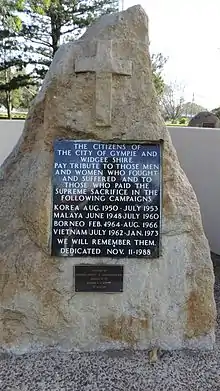 THE CITIZENS OF
THE CITY OF GYMPIE AND
WIDGEE SHIRE
PAY TRIBUTE TO THOSE MEN
AND WOMEN WHO FOUGHT
AND SUFFERED AND TO
THOSE WHO PAID THE
SUPREME SACRIFICE IN THE
FOLLOWING CAMPAIGNS
KOREA AUG. 1950 - JULY 1953
MALAYA JUNE 1948-JULY 1960
BORNEO FEB. 4964-AUG. 1966
VIETNAM JULY 1962-JAN. 1973
WE WILL REMEMBER THEM.
DEDICATED NOV. 11-1988